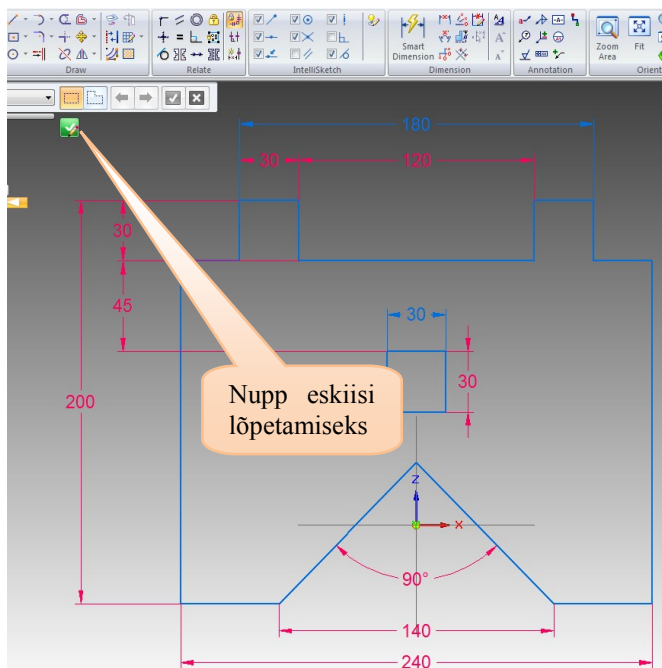 Smart
Dimension
Zoom
Area
Fit
Draw
Relate
IntelliSketch
Dimension
Annotation
Orient
180
30
120
30
45
30
200
30
Nupp eskiisi
lõpetamiseks
Z
X
90°
140
240